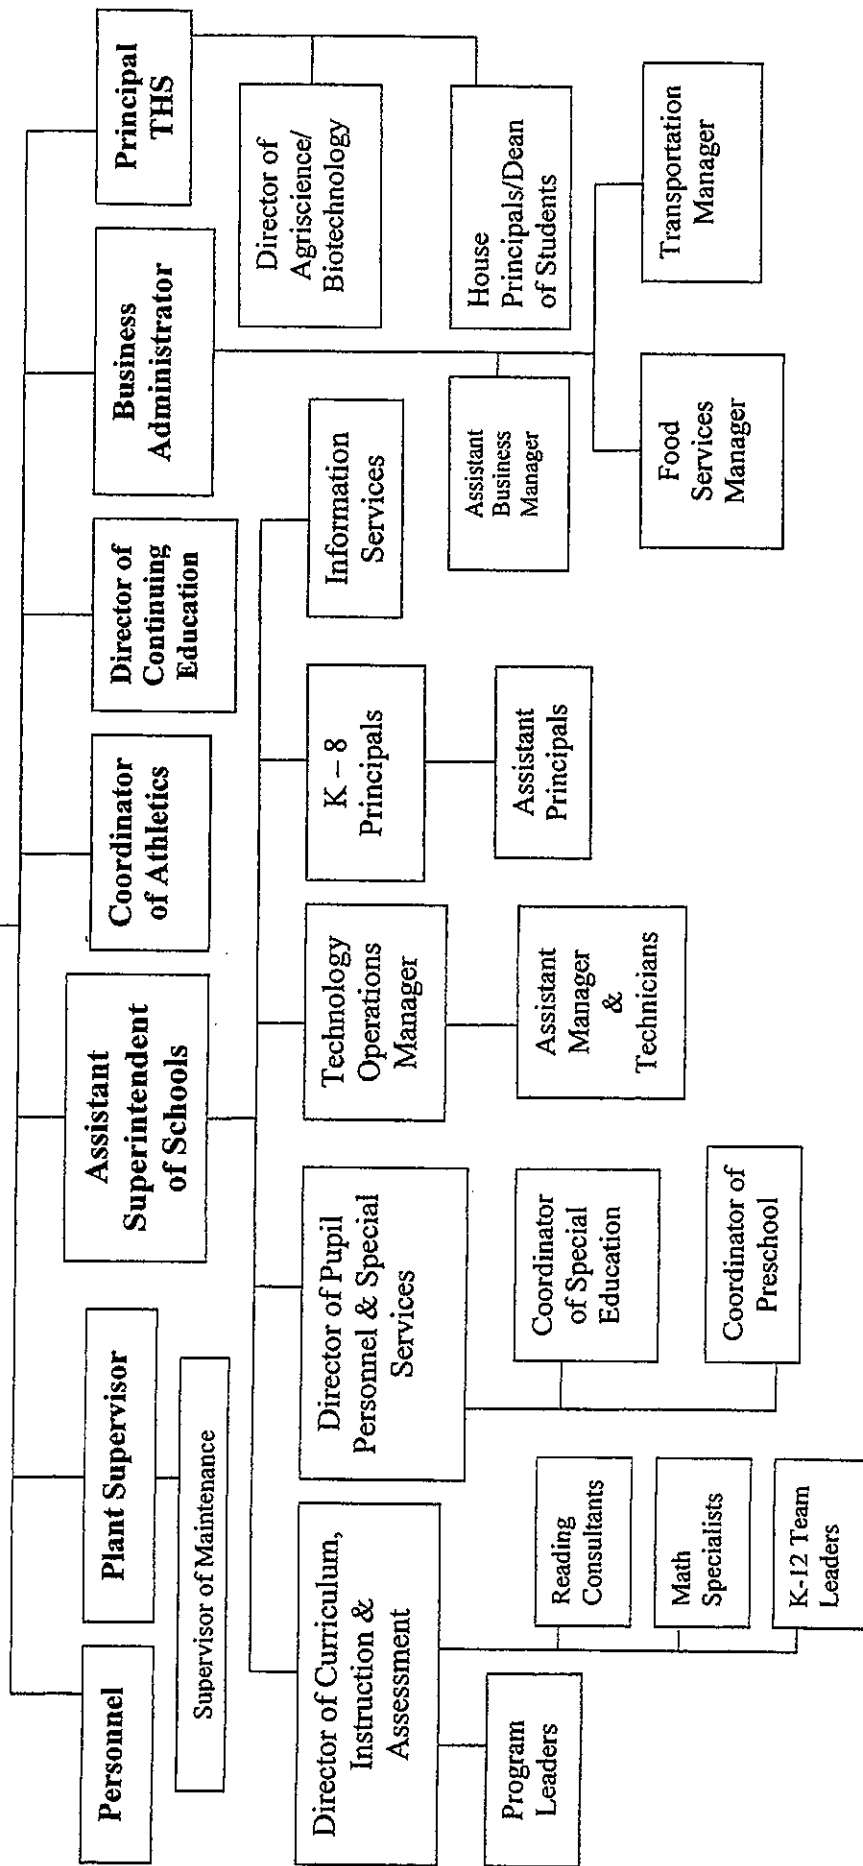 Personnel
Plant Supervisor
Supervisor of Maintenance
Assistant
Superintendent
of Schools
Coordinator
of Athletics
Director of
Continuing
Education
Business
Administrator
Principal
THS
Director of Curriculum,
Instruction &
Assessment
Program
Leaders
Reading
Consultants
Math
Specialists
K-12 Team
Leaders
Director of Pupil
Personnel & Special
Services
Coordinator
of Special
Education
Coordinator of
Preschool
Technology
Operations
Manager
Assistant
Manager
&
Technicians
K – 8
Principals
Assistant
Principals
Information
Services
Assistant
Business
Manager
Food
Services
Manager
Transportation
Manager
Director of
Agriscience/
Biotechnology
House
Principals/Dean
of Students